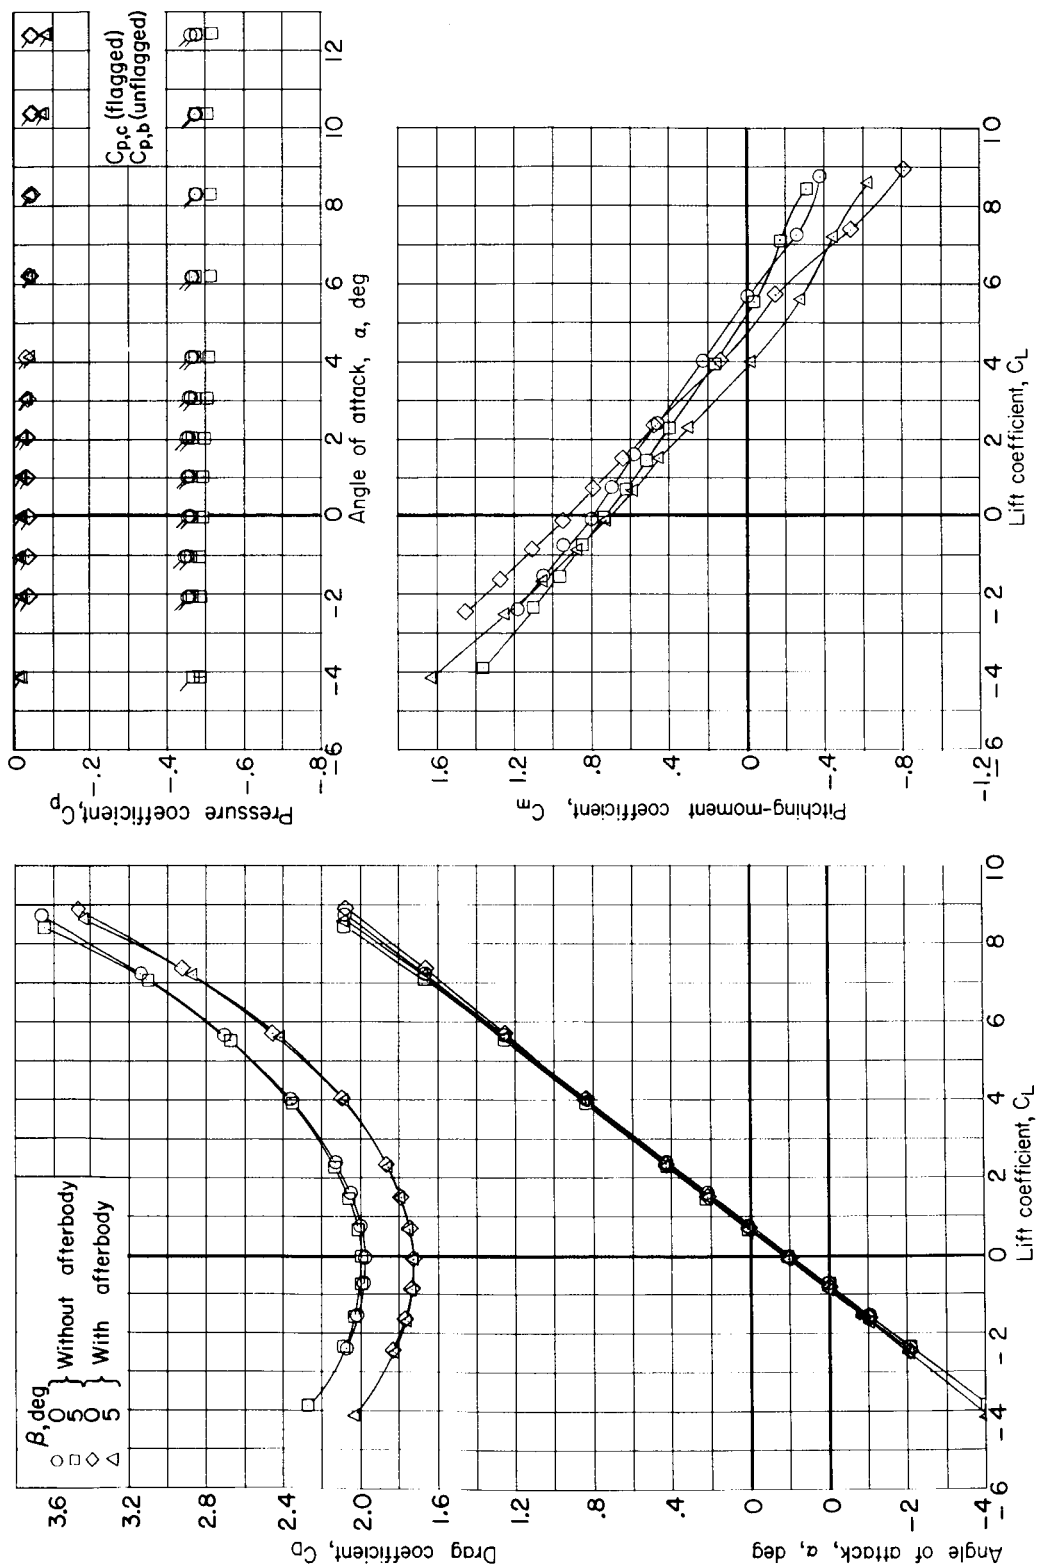 β, deg
○ 0
□ 5 } Without afterbody
◇ 0
△ 5 } With afterbody
Drag coefficient, C_D
3.6
3.2
2.8
2.4
2.0
1.6
1.2
.8
.4
0
Angle of attack, α, deg
0
-2
-4
-6 -4 -2 0 2 4 6 8 10
Lift coefficient, C_L
Pressure coefficient, C_p
0
-.2
-.4
-.6
-.8
C_p,c (flagged)
C_p,b (unflagged)
-6 -4 -2 0 2 4 6 8 10 12
Angle of attack, α, deg
Pitching-moment coefficient, C_m
1.6
1.2
.8
.4
0
-.4
-.8
-1.2
-6 -4 -2 0 2 4 6 8 10
Lift coefficient, C_L